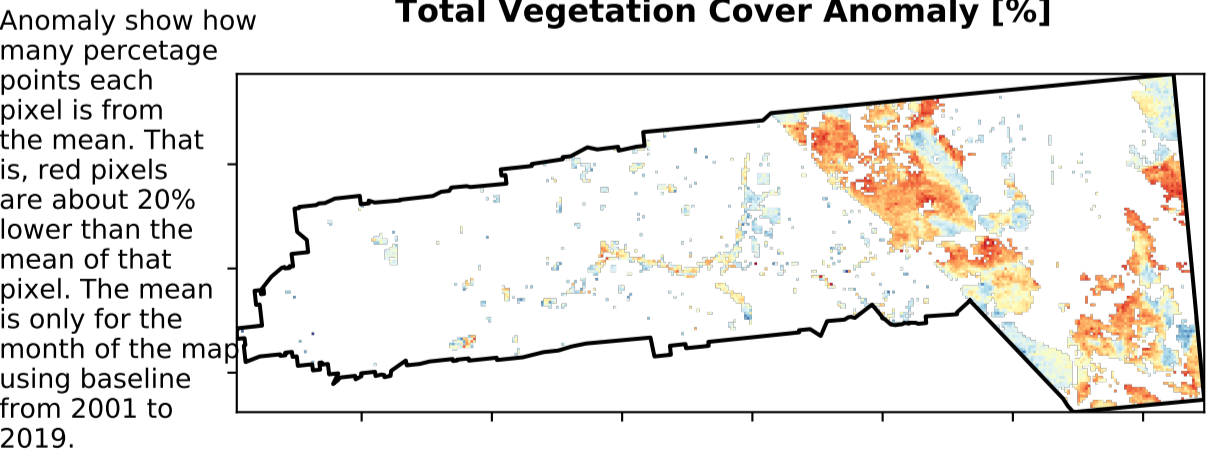 Total Vegetation Cover Anomaly [%]
Anomaly show how
many percetage
points each
pixel is from
the mean. That
is, red pixels
are about 20%
lower than the
mean of that
pixel. The mean
is only for the
month of the map
using baseline
from 2001 to
2019.